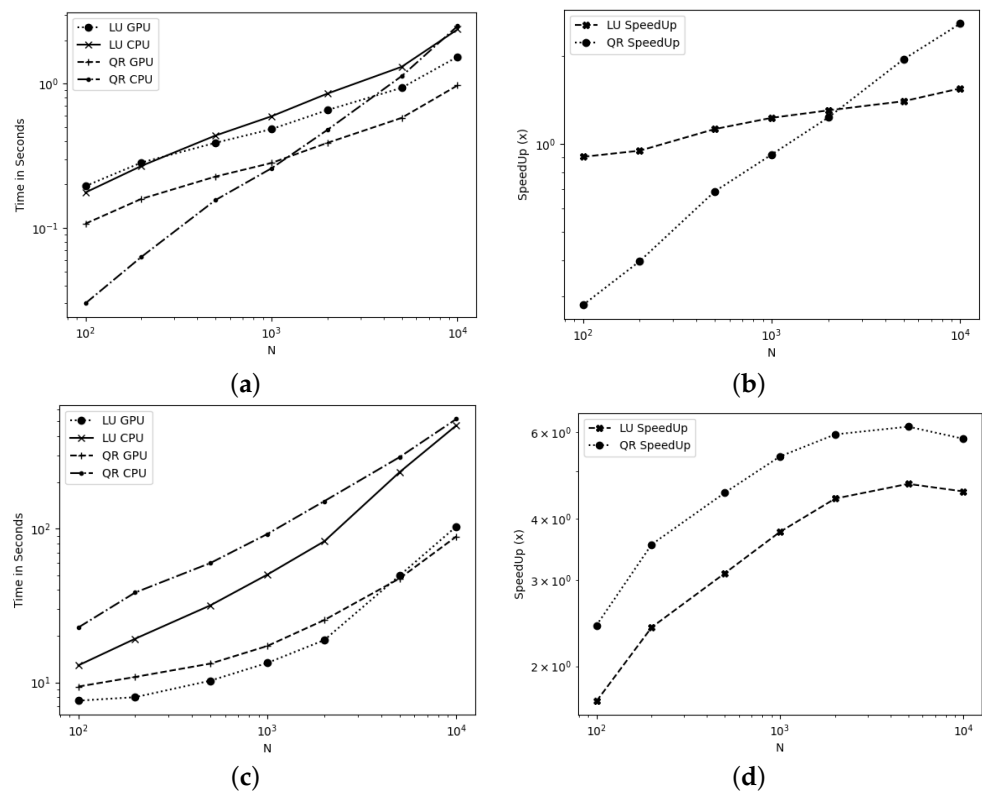 LU GPU
LU CPU
QR GPU
QR CPU
Time in Seconds
10⁰
10⁻¹
10²
10³
10⁴
N
(a)
LU SpeedUp
QR SpeedUp
SpeedUp (x)
10⁰
10²
10³
10⁴
N
(b)
LU GPU
LU CPU
QR GPU
QR CPU
Time in Seconds
10²
10¹
10²
10³
10⁴
N
(c)
LU SpeedUp
QR SpeedUp
SpeedUp (x)
6 × 10⁰
4 × 10⁰
3 × 10⁰
2 × 10⁰
10²
10³
10⁴
N
(d)